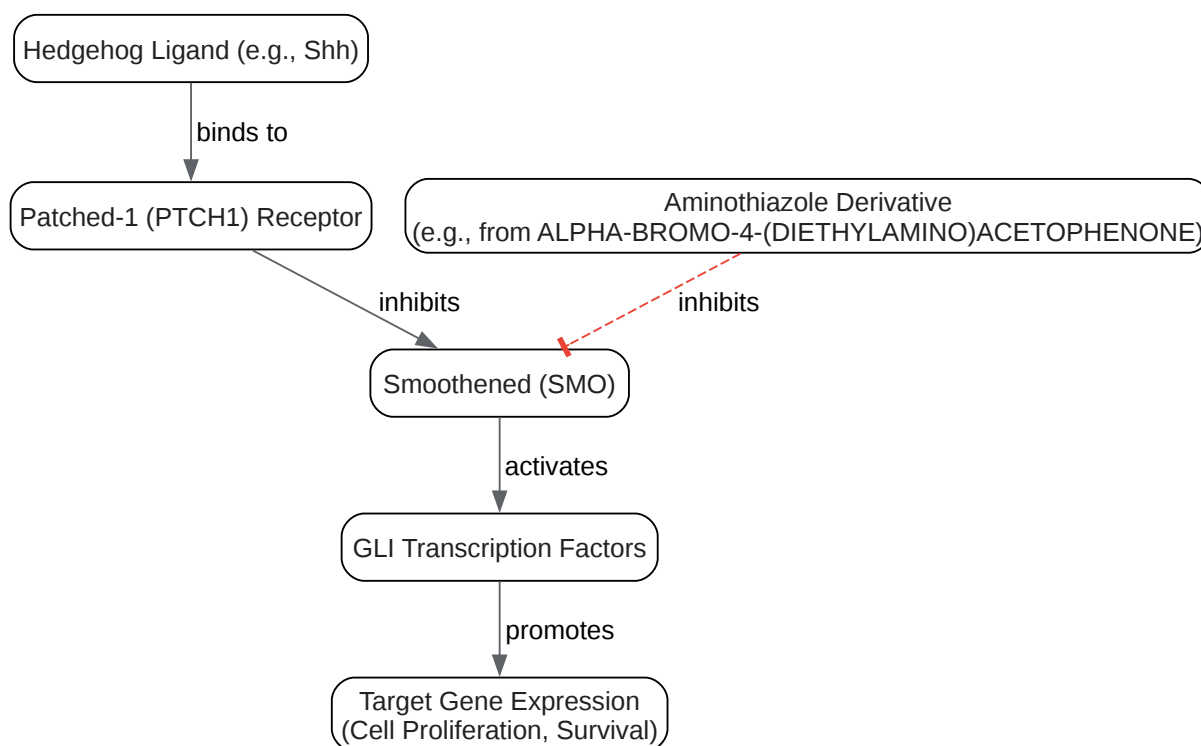 Hedgehog Ligand (e.g., Shh)
binds to
Patched-1 (PTCH1) Receptor
Aminothiazole Derivative
(e.g., from ALPHA-BROMO-4-(DIETHYLAMINO)ACETOPHENONE)
inhibits
inhibits
Smoothened (SMO)
activates
GLI Transcription Factors
promotes
Target Gene Expression
(Cell Proliferation, Survival)